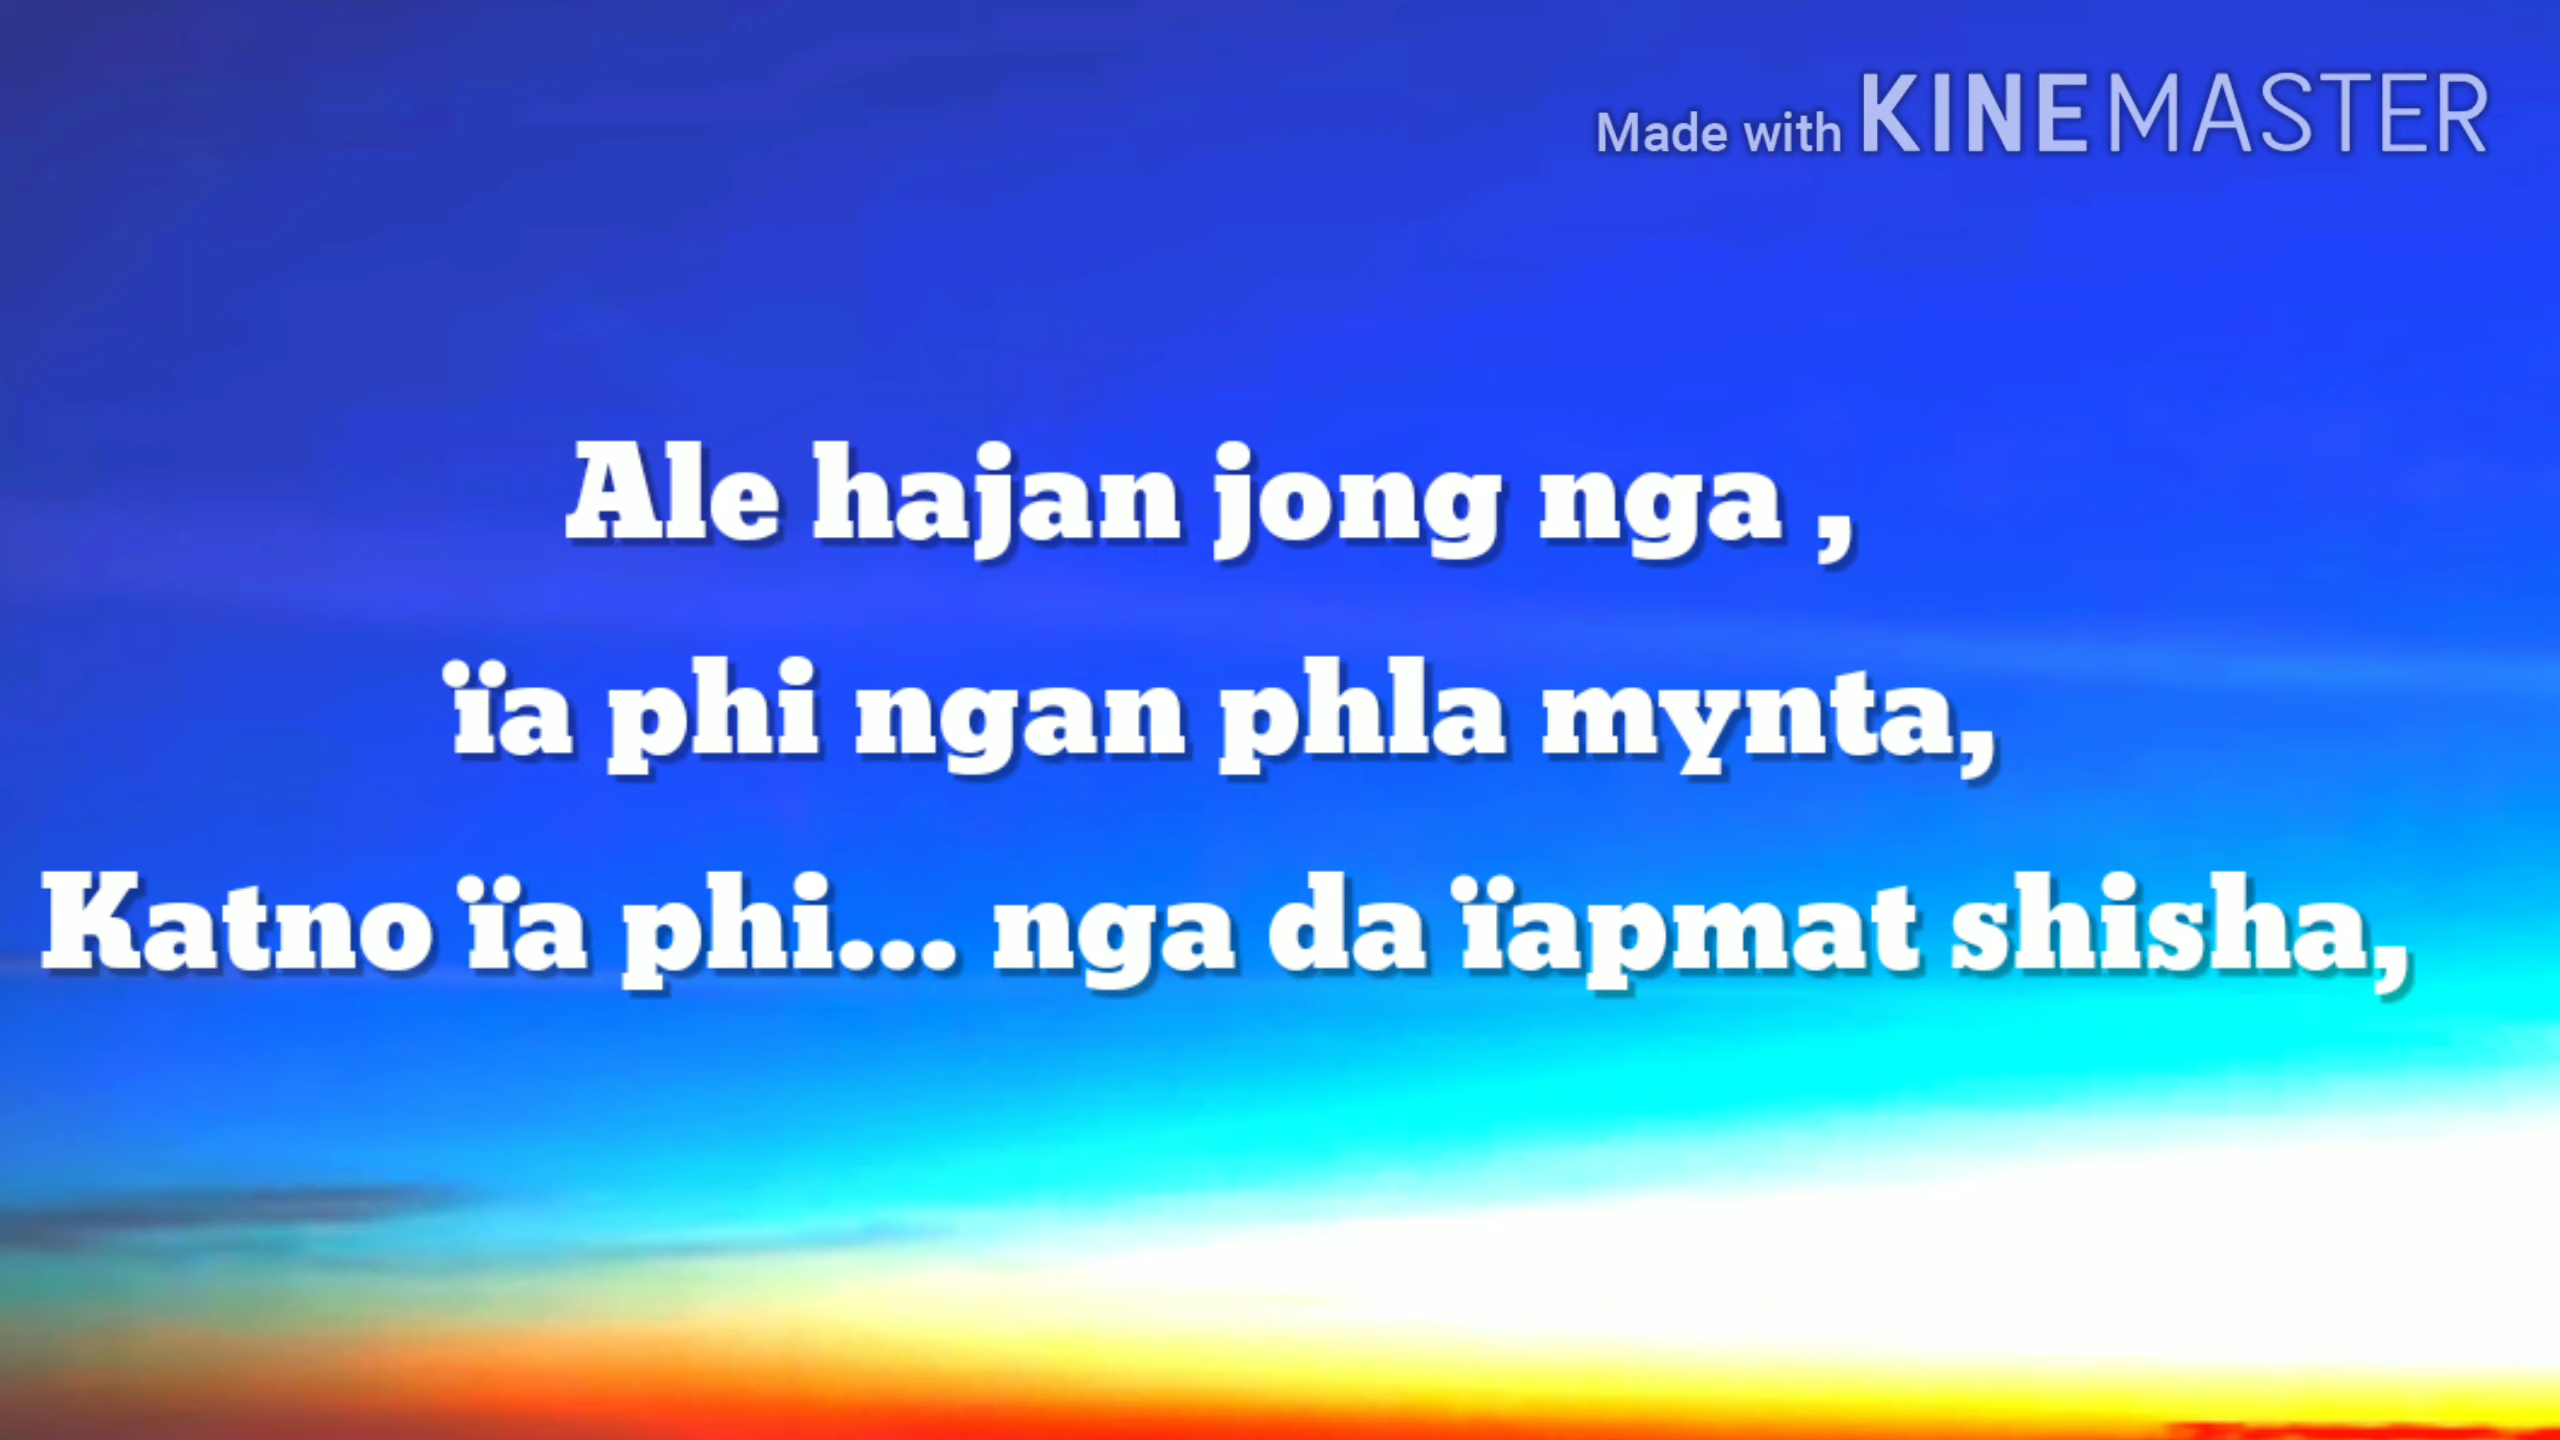 Made with KINEMASTER
Ale hajan jong nga ,
ïa phi ngan phla mynta,
Katno ïa phi... nga da ïapmat shisha,